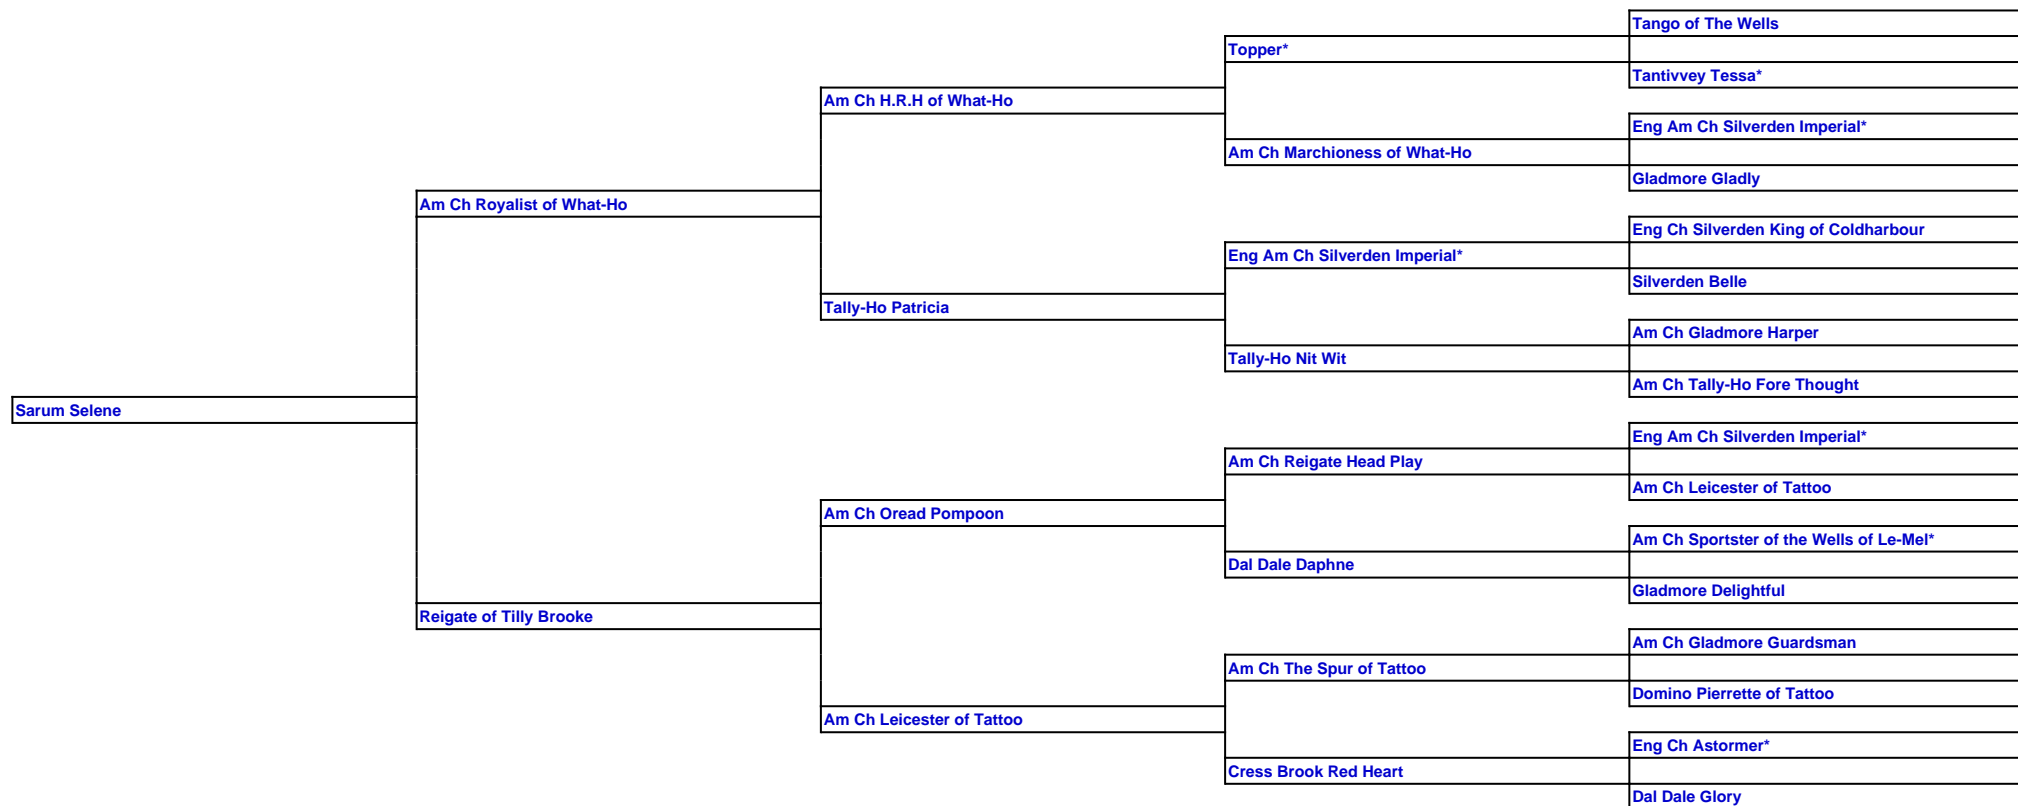 Tango of The Wells
Topper*
Tantivvey Tessa*
Am Ch H.R.H of What-Ho
Eng Am Ch Silverden Imperial*
Am Ch Marchioness of What-Ho
Gladmore Gladly
Am Ch Royalist of What-Ho
Eng Ch Silverden King of Coldharbour
Eng Am Ch Silverden Imperial*
Silverden Belle
Tally-Ho Patricia
Am Ch Gladmore Harper
Tally-Ho Nit Wit
Am Ch Tally-Ho Fore Thought
Sarum Selene
Eng Am Ch Silverden Imperial*
Am Ch Reigate Head Play
Am Ch Leicester of Tattoo
Am Ch Oread Pompoon
Am Ch Sportster of the Wells of Le-Mel*
Dal Dale Daphne
Gladmore Delightful
Reigate of Tilly Brooke
Am Ch Gladmore Guardsman
Am Ch The Spur of Tattoo
Domino Pierrette of Tattoo
Am Ch Leicester of Tattoo
Eng Ch Astormer*
Cress Brook Red Heart
Dal Dale Glory